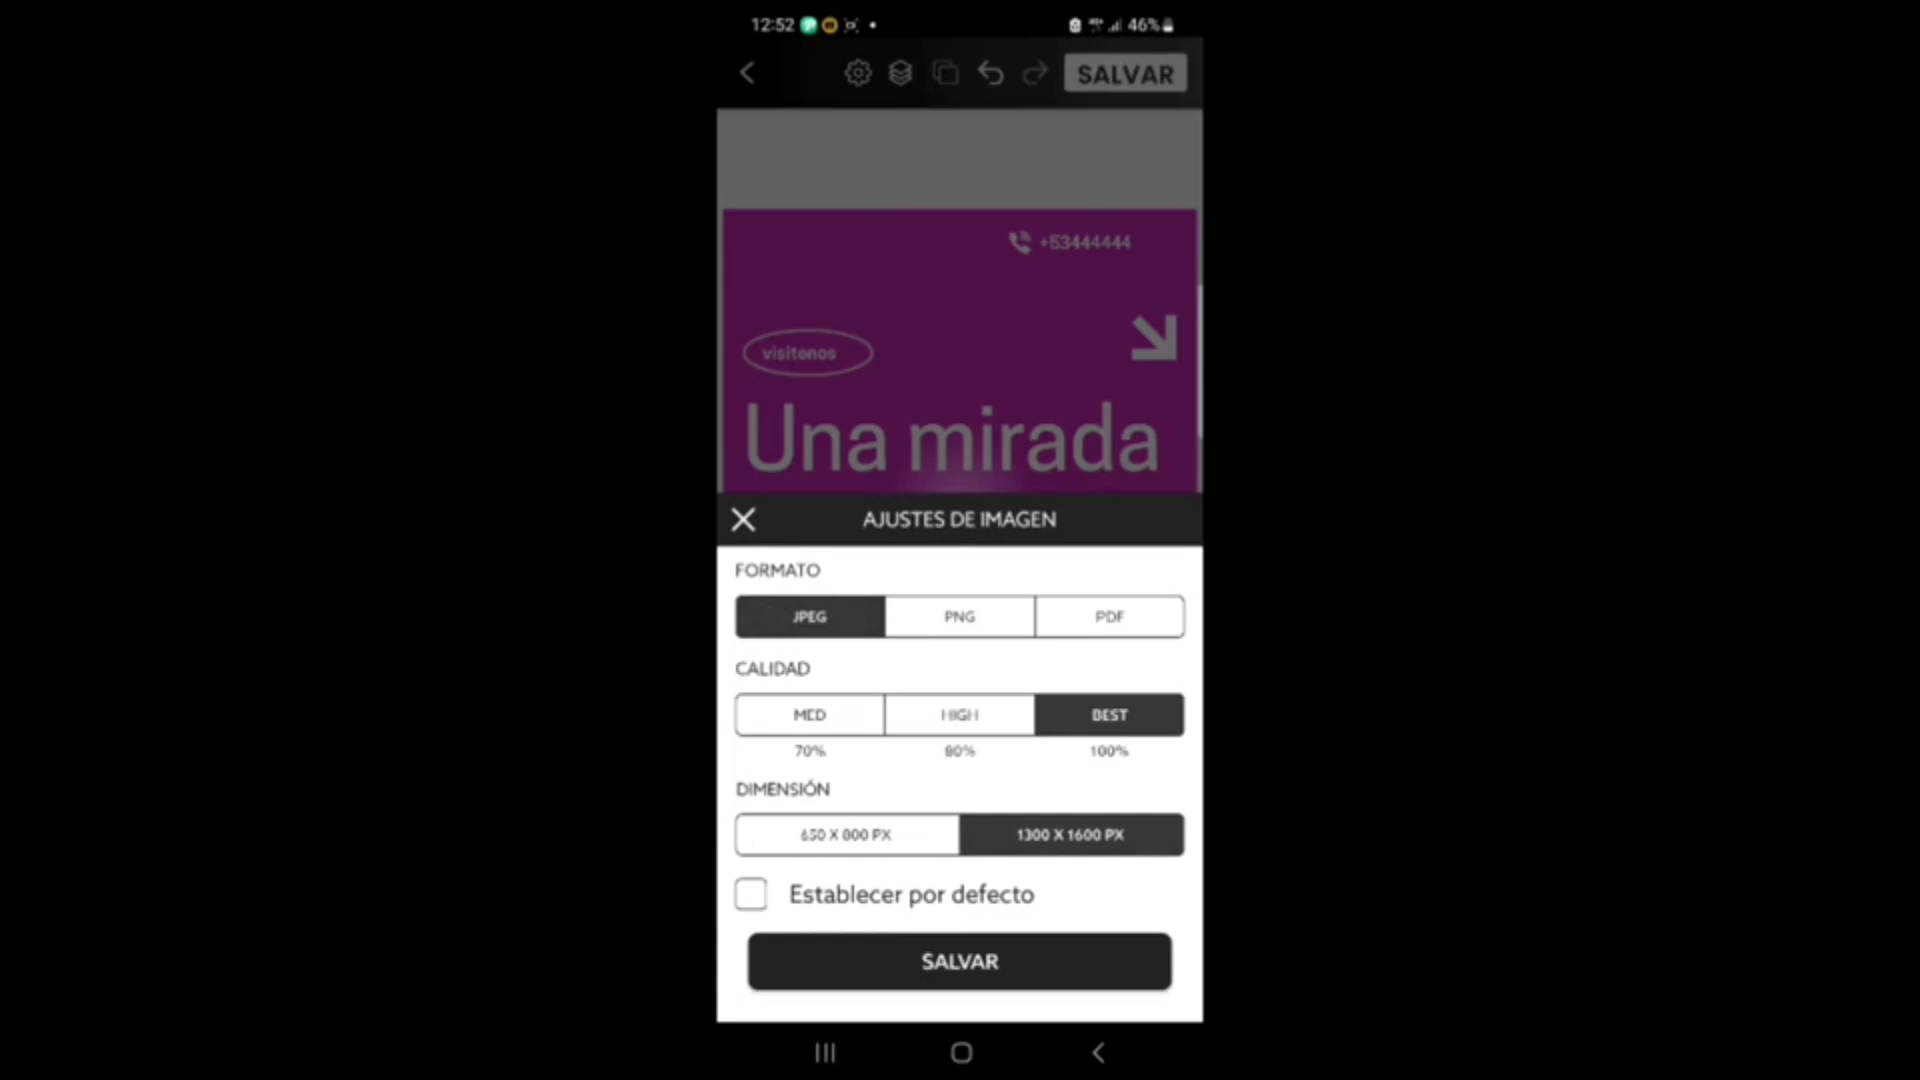 12:52 46%
SALVAR
+53444444
visitenos
Una mirada
AJUSTES DE IMAGEN
FORMATO
JPEG PNG PDF
CALIDAD
MED HIGH BEST
70% 80% 100%
DIMENSIÓN
650 X 800 PX 1300 X 1600 PX
Establecer por defecto
SALVAR